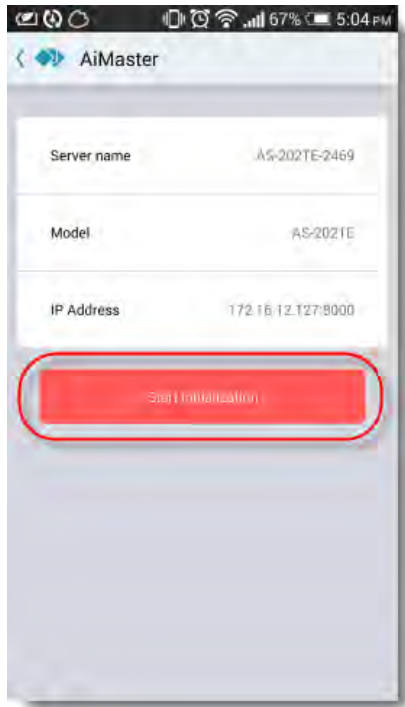 67% 5:04 PM
AiMaster
Server name AS-202TE-2469
Model AS-202TE
IP Address 172.16.12.127:8000
Start Initialization